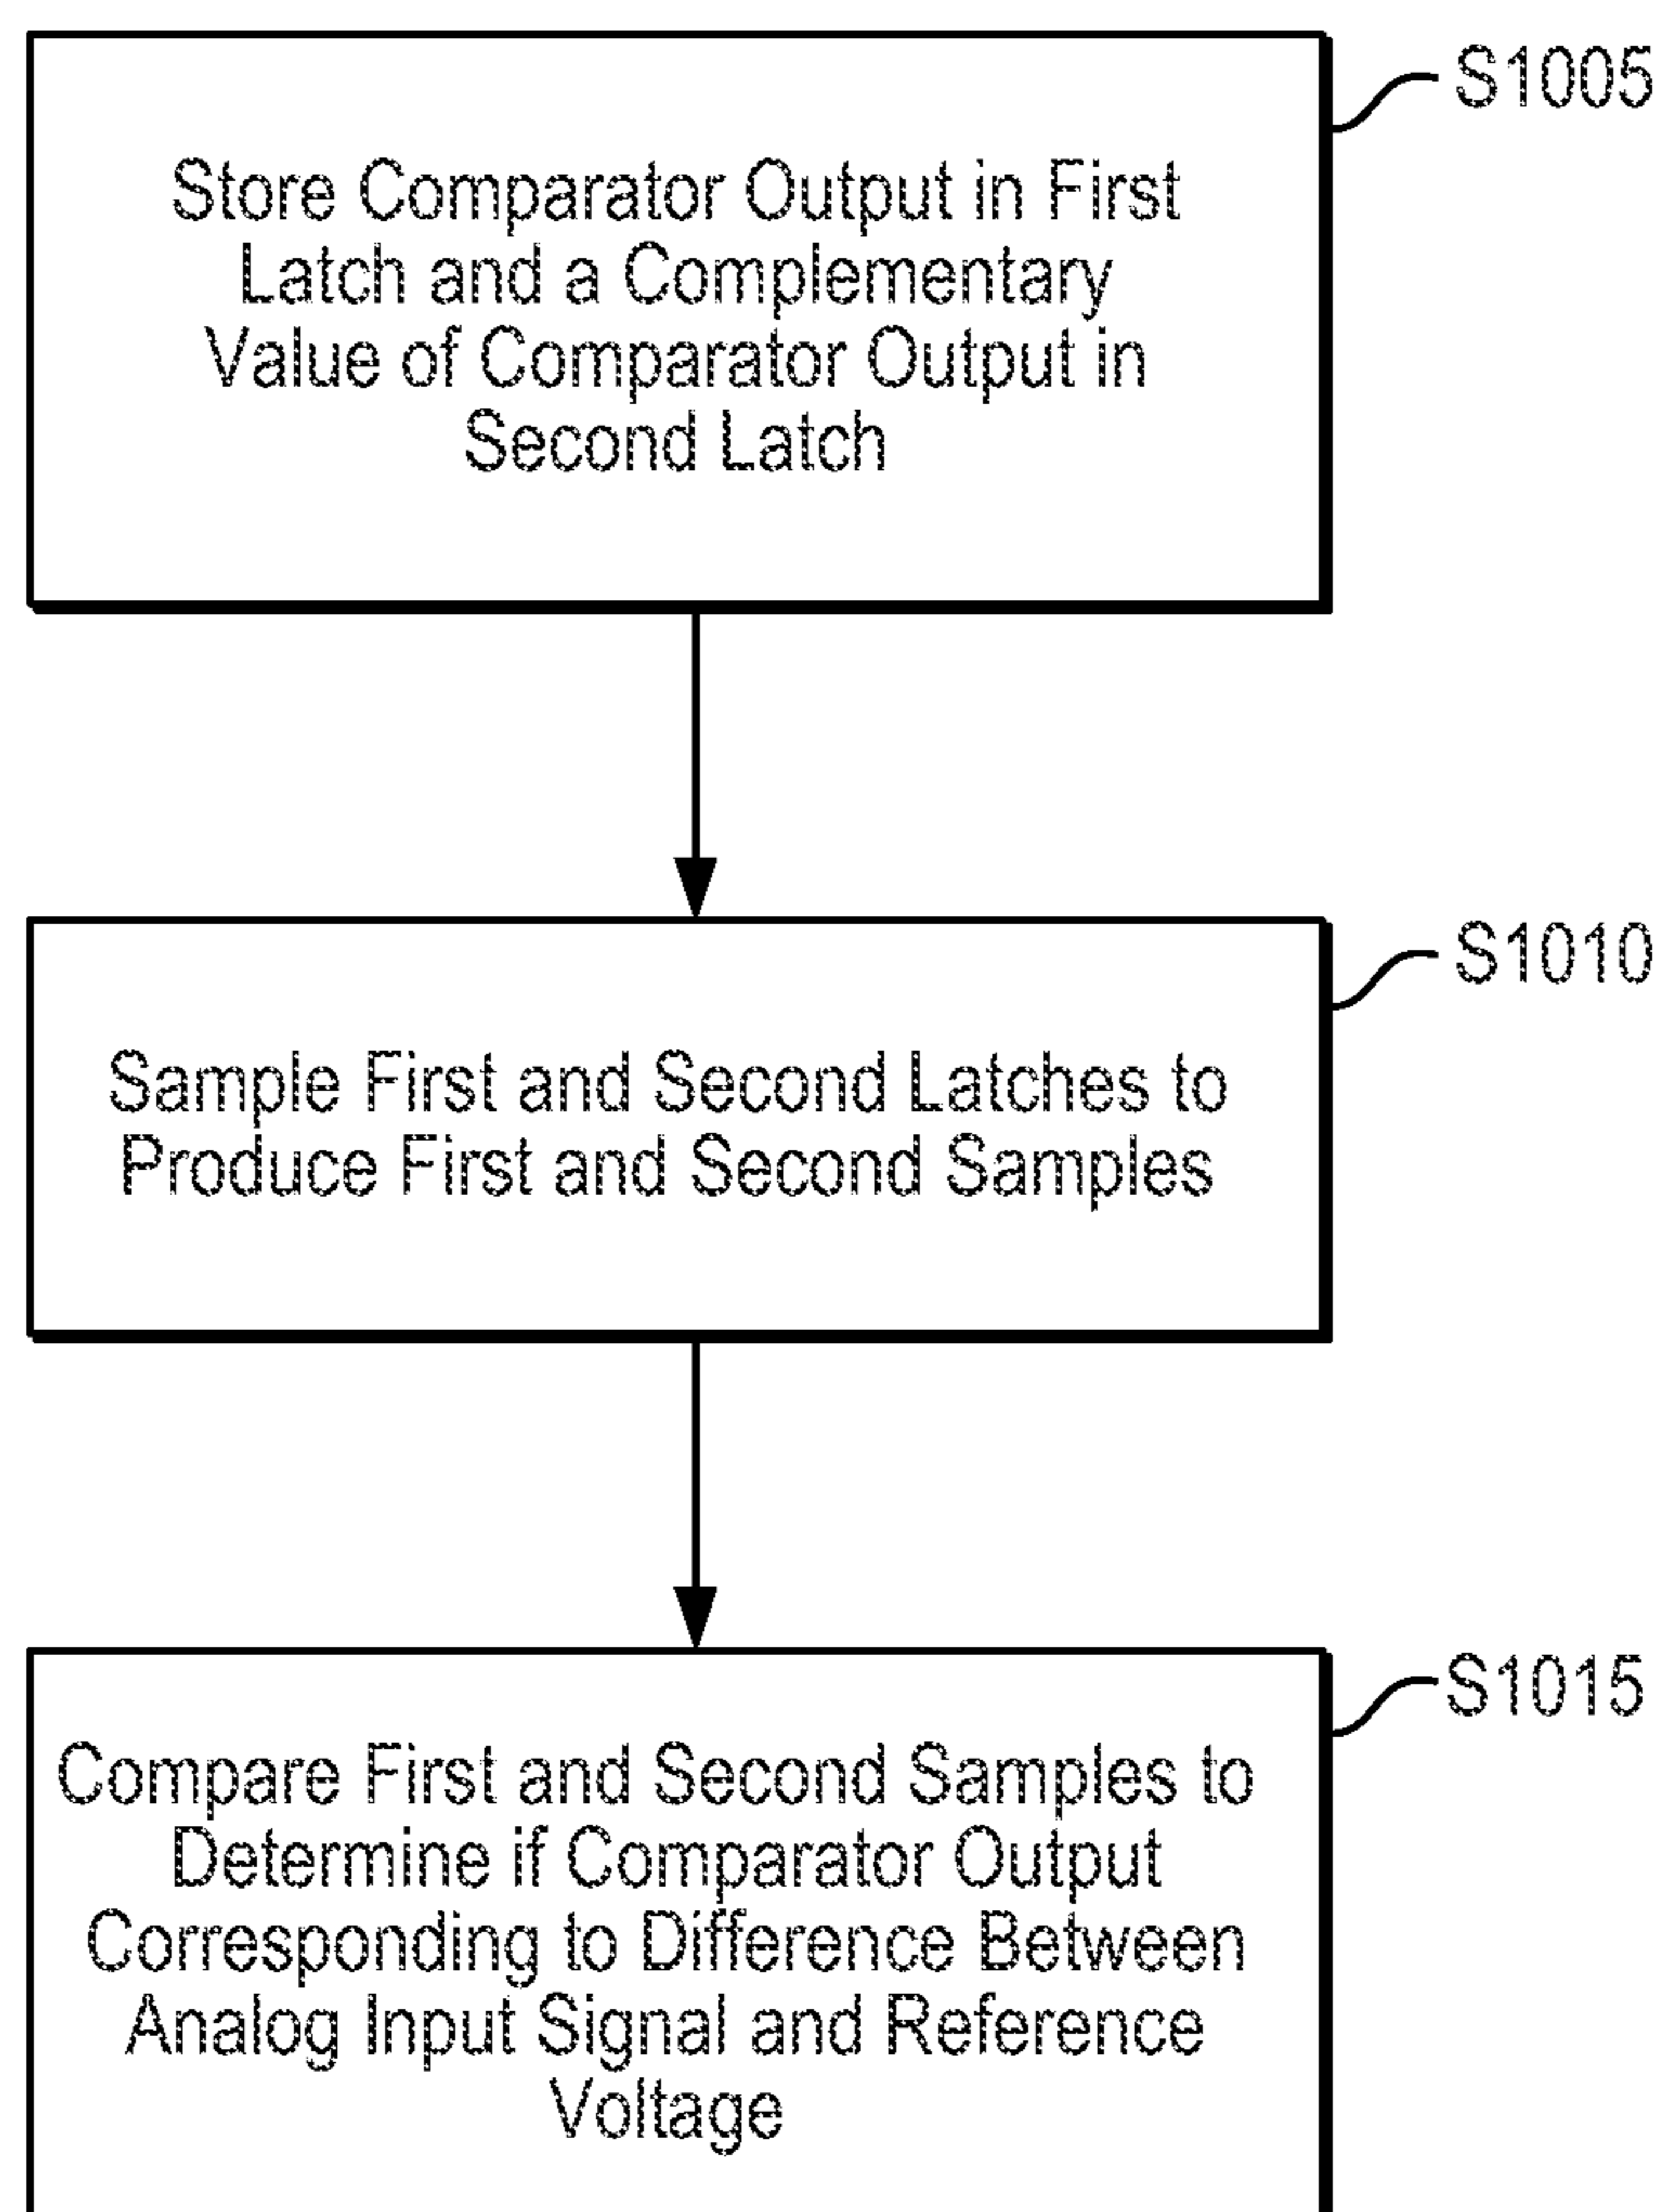 S1005
Store Comparator Output in First
Latch and a Complementary
Value of Comparator Output in
Second Latch
S1010
Sample First and Second Latches to
Produce First and Second Samples
S1015
Compare First and Second Samples to
Determine if Comparator Output
Corresponding to Difference Between
Analog Input Signal and Reference
Voltage